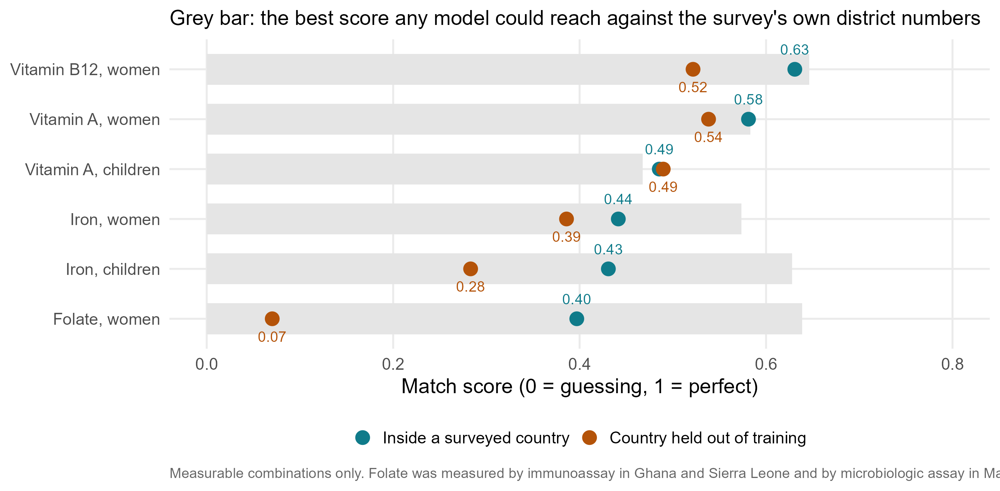 Grey bar: the best score any model could reach against the survey's own district numbers
Vitamin B12, women
0.63
0.52
Vitamin A, women
0.58
0.54
Vitamin A, children
0.49
0.49
Iron, women
0.44
0.39
Iron, children
0.43
0.28
Folate, women
0.40
0.07
0.0 0.2 0.4 0.6 0.8
Match score (0 = guessing, 1 = perfect)
Inside a surveyed country Country held out of training
Measurable combinations only. Folate was measured by immunoassay in Ghana and Sierra Leone and by microbiologic assay in